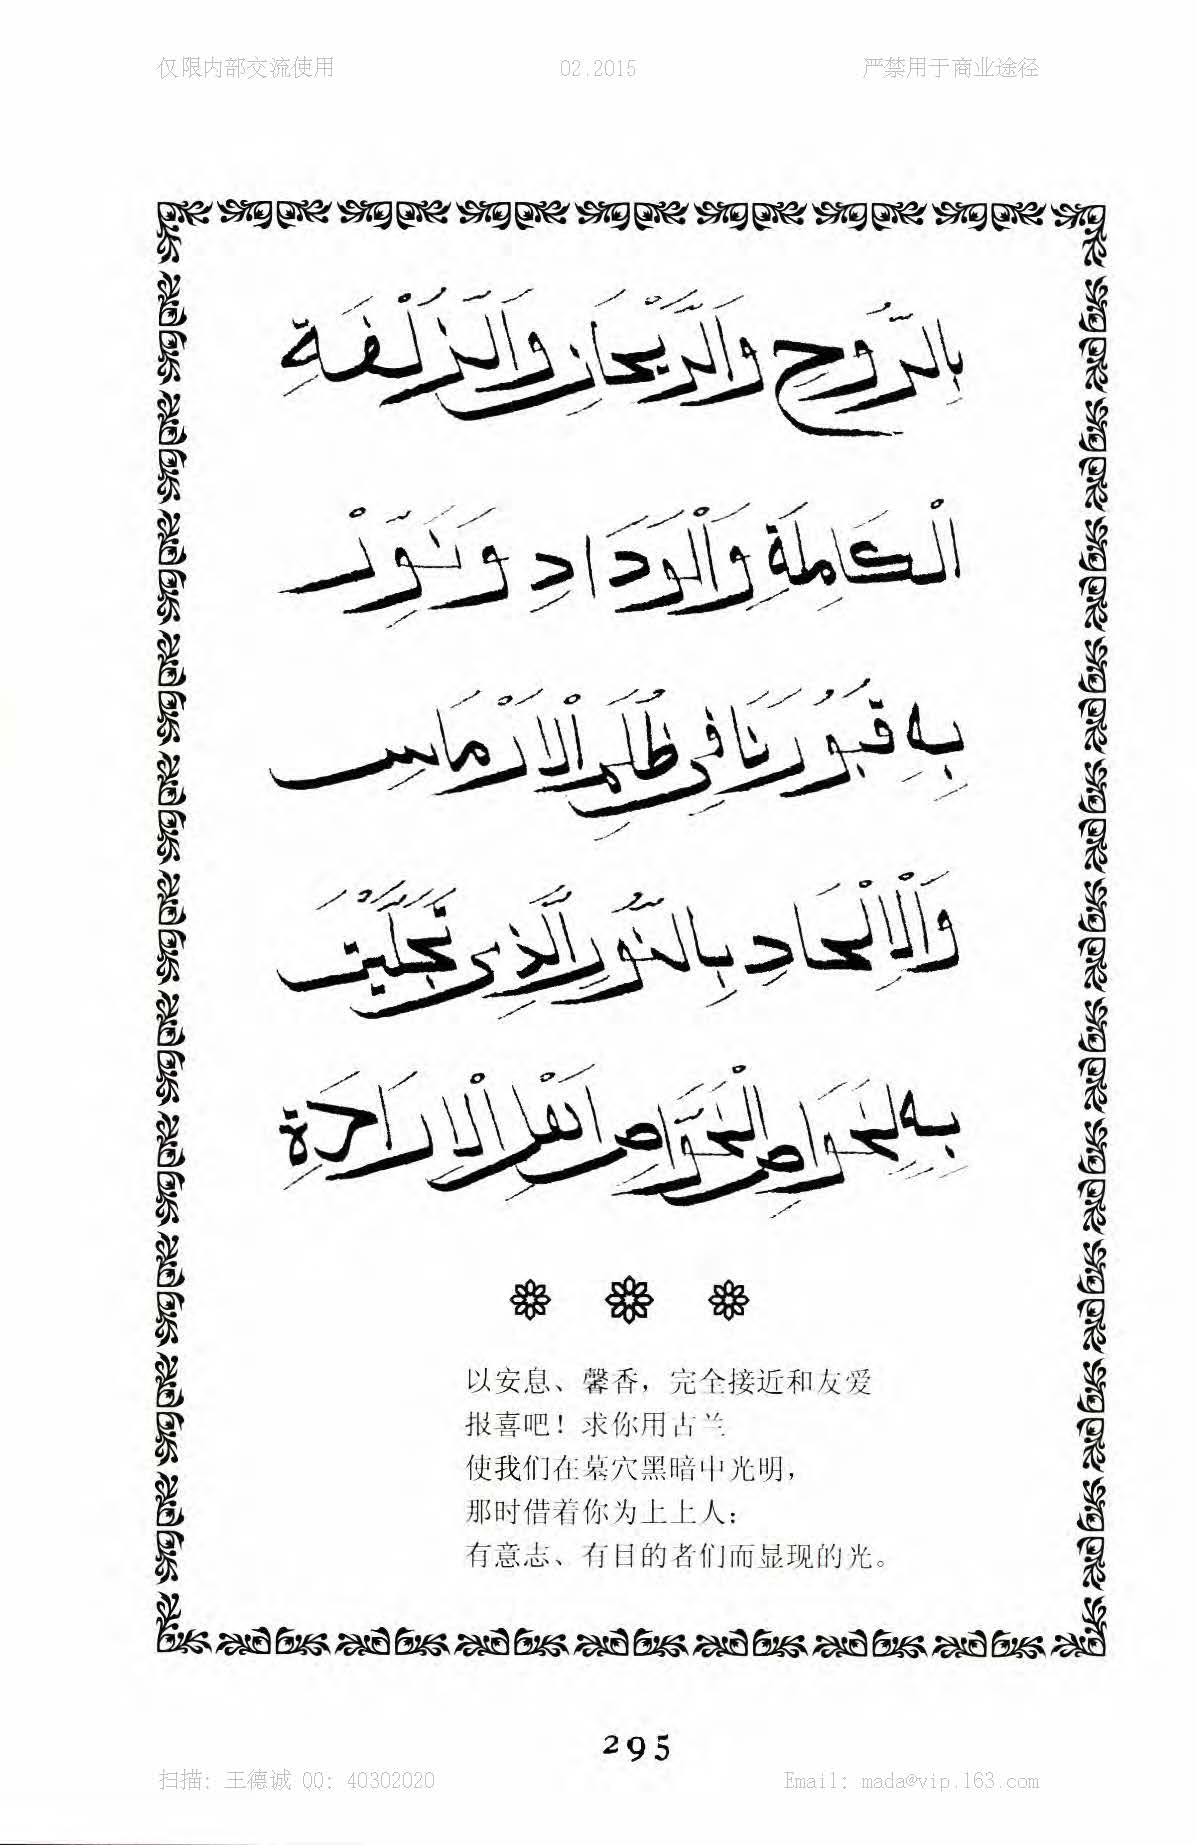 仅限内部交流使用 02.2015 严禁用于商业途径
بِالرَّوْحِ وَالرَّيْحَانِ وَالزُّلْفَةِ
الْكَامِلَةِ وَالْوَدَادِ وَنَوِّرْ
بِهِ قُبُورَنَا فِي ظُلَمِ الْاَرْمَاسِ
وَالْاِلْحَادِ بِالنُّورِ الَّذِي تَجَلَّيْتَ
بِهِ لِخَوَاصِ الْخَوَّاصِ اَهْلِ الْاِرَادَةِ
以安息、馨香，完全接近和友爱
报喜吧！求你用古兰
使我们在墓穴黑暗中光明，
那时借着你为上上人；
有意志、有目的者们而显现的光。
295
扫描: 王德诚 QQ: 40302020 Email: mada@vip.163.com